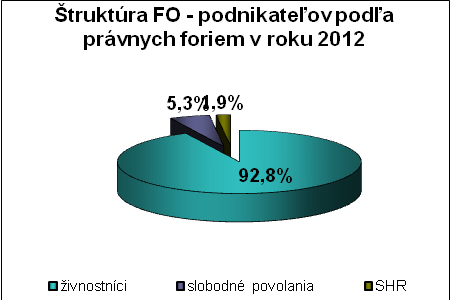 Štruktúra FO - podnikateľov podľa
právnych foriem v roku 2012
5,3% 1,9%
92,8%
živnostníci slobodné povolania SHR